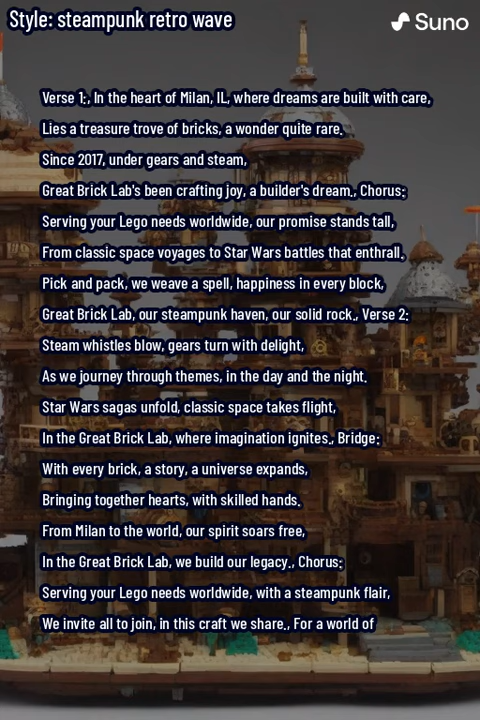 Style: steampunk retro wave
Suno
Verse 1:, In the heart of Milan, IL, where dreams are built with care,
Lies a treasure trove of bricks, a wonder quite rare.
Since 2017, under gears and steam,
Great Brick Lab's been crafting joy, a builder's dream., Chorus:
Serving your Lego needs worldwide, our promise stands tall,
From classic space voyages to Star Wars battles that enthrall.
Pick and pack, we weave a spell, happiness in every block,
Great Brick Lab, our steampunk haven, our solid rock., Verse 2:
Steam whistles blow, gears turn with delight,
As we journey through themes, in the day and the night.
Star Wars sagas unfold, classic space takes flight,
In the Great Brick Lab, where imagination ignites., Bridge:
With every brick, a story, a universe expands,
Bringing together hearts, with skilled hands.
From Milan to the world, our spirit soars free,
In the Great Brick Lab, we build our legacy., Chorus:
Serving your Lego needs worldwide, with a steampunk flair,
We invite all to join, in this craft we share., For a world of